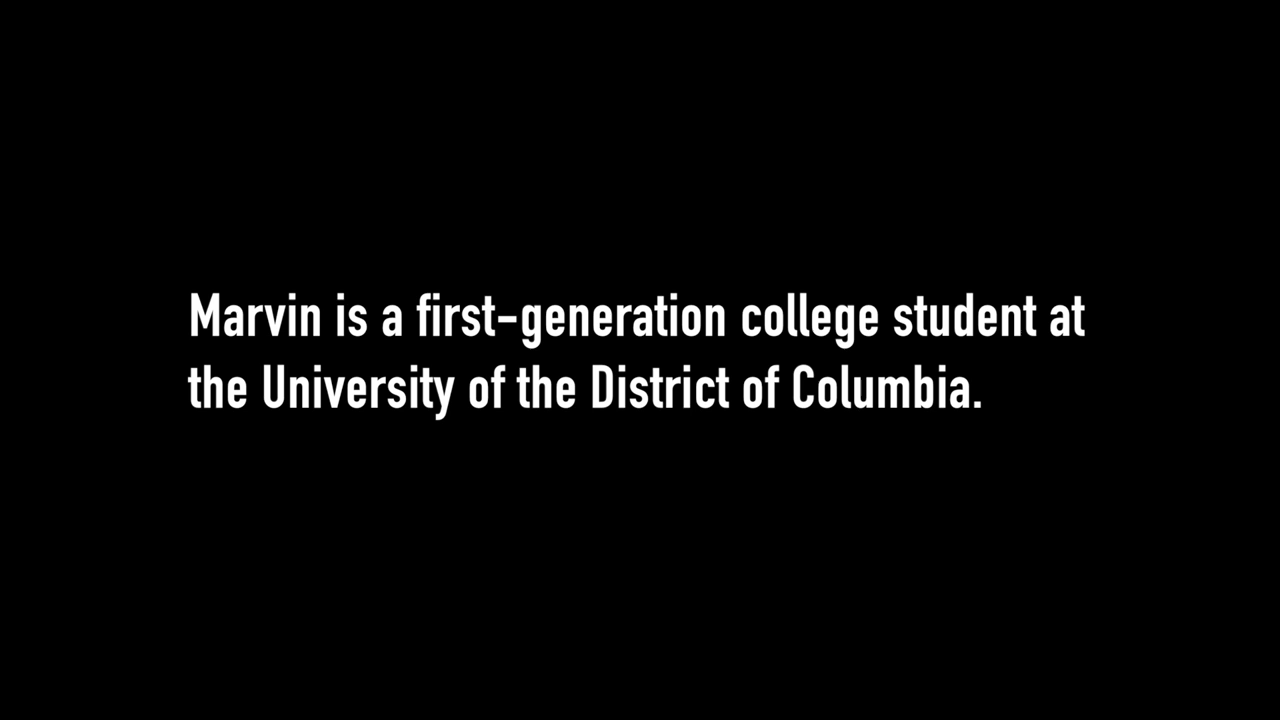 Marvin is a first-generation college student at
the University of the District of Columbia.